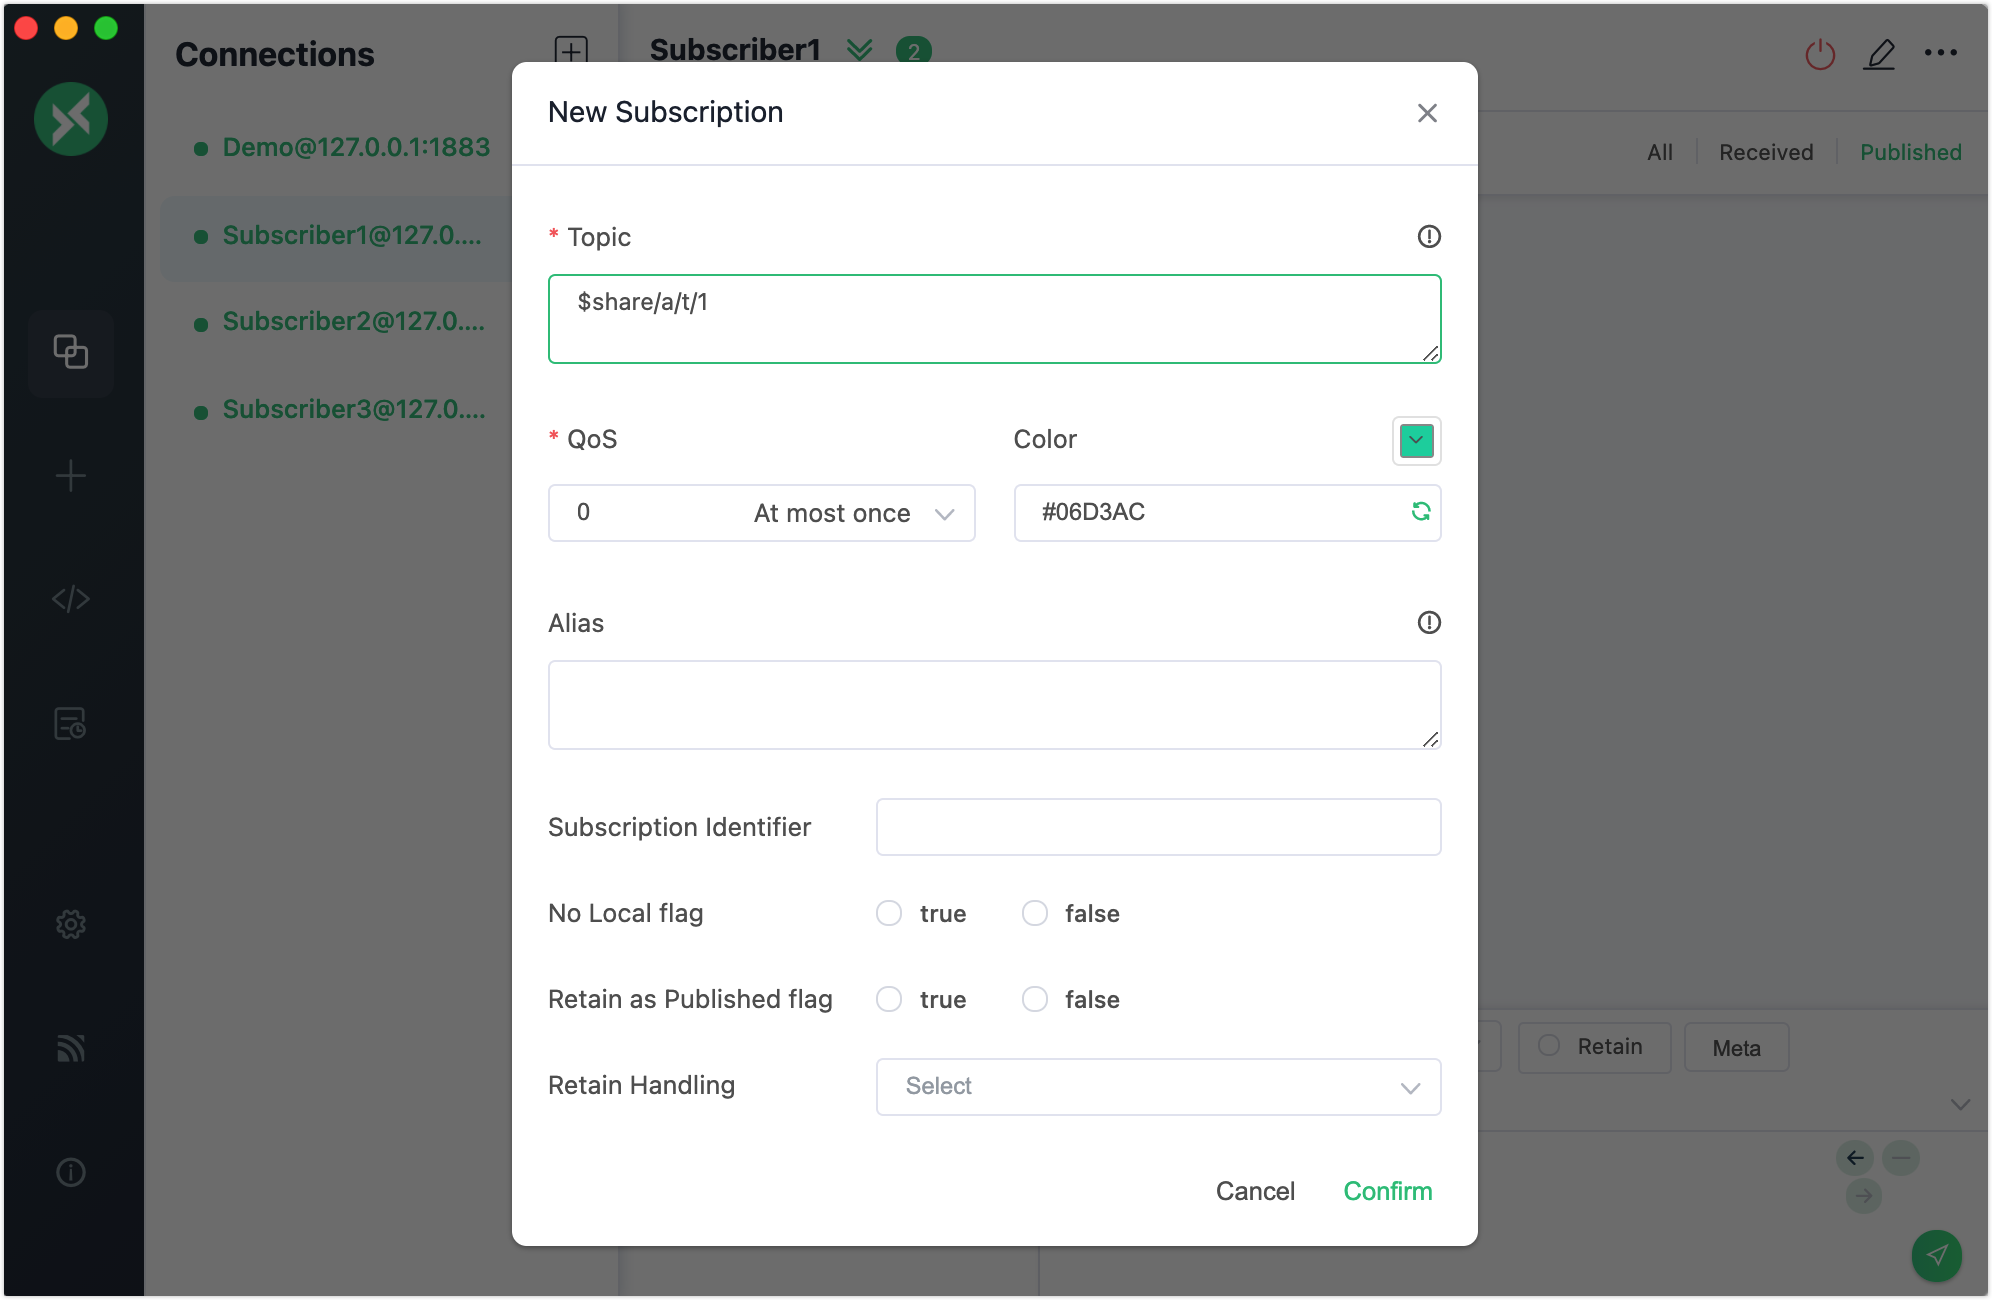 Connections
Subscriber1
2
Demo@127.0.0.1:1883
Subscriber1@127.0....
Subscriber2@127.0....
Subscriber3@127.0....
All
Received
Published
New Subscription
* Topic
$share/a/t/1
* QoS
Color
0
At most once
#06D3AC
Alias
Subscription Identifier
No Local flag
true
false
Retain as Published flag
true
false
Retain Handling
Select
Cancel
Confirm
Retain
Meta